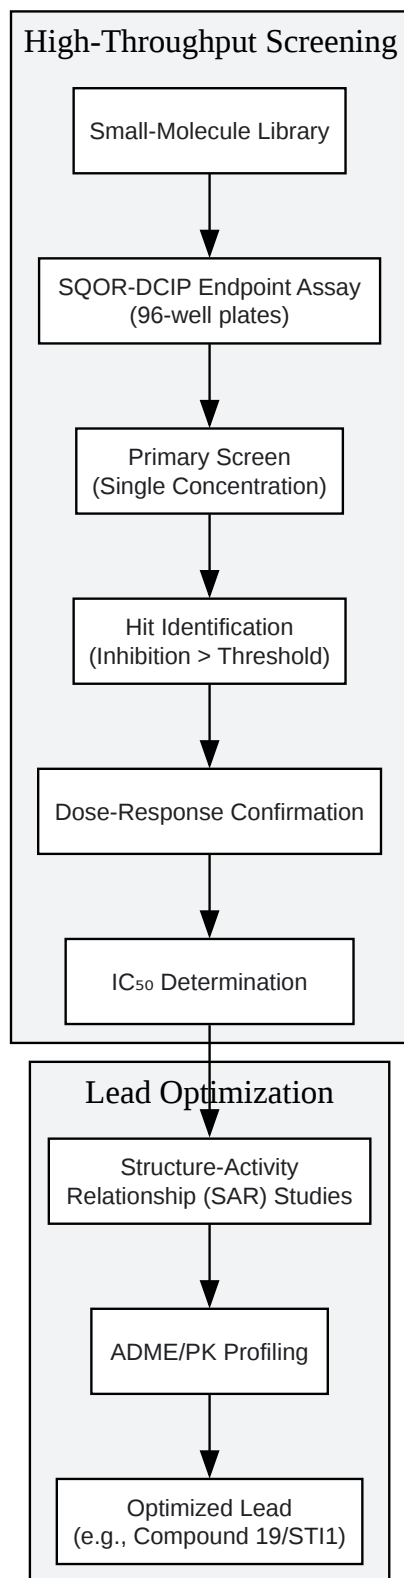 High-Throughput Screening
Small-Molecule Library
SQOR-DCIP Endpoint Assay
(96-well plates)
Primary Screen
(Single Concentration)
Hit Identification
(Inhibition > Threshold)
Dose-Response Confirmation
IC₅₀ Determination
Lead Optimization
Structure-Activity
Relationship (SAR) Studies
ADME/PK Profiling
Optimized Lead
(e.g., Compound 19/STI1)